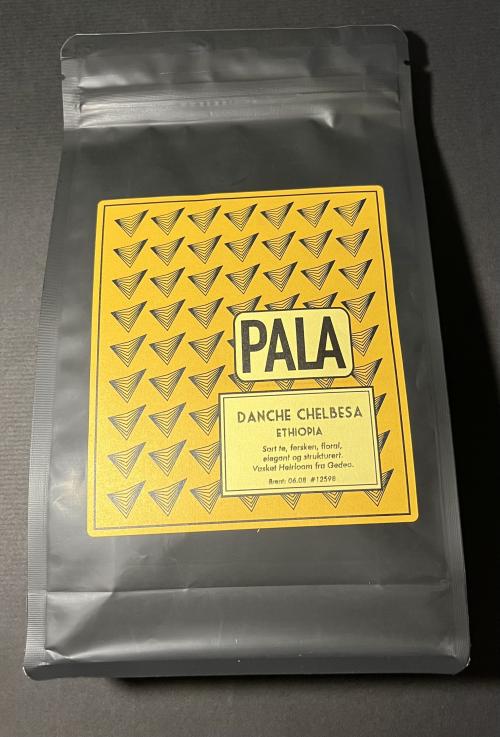 PALA
DANCHE CHELBESA
ETHIOPIA
Sort te, fersken, floral,
elegant og strukturert.
Vasket Heirloom fra Gedeo.
Brent: 06.08 #12598